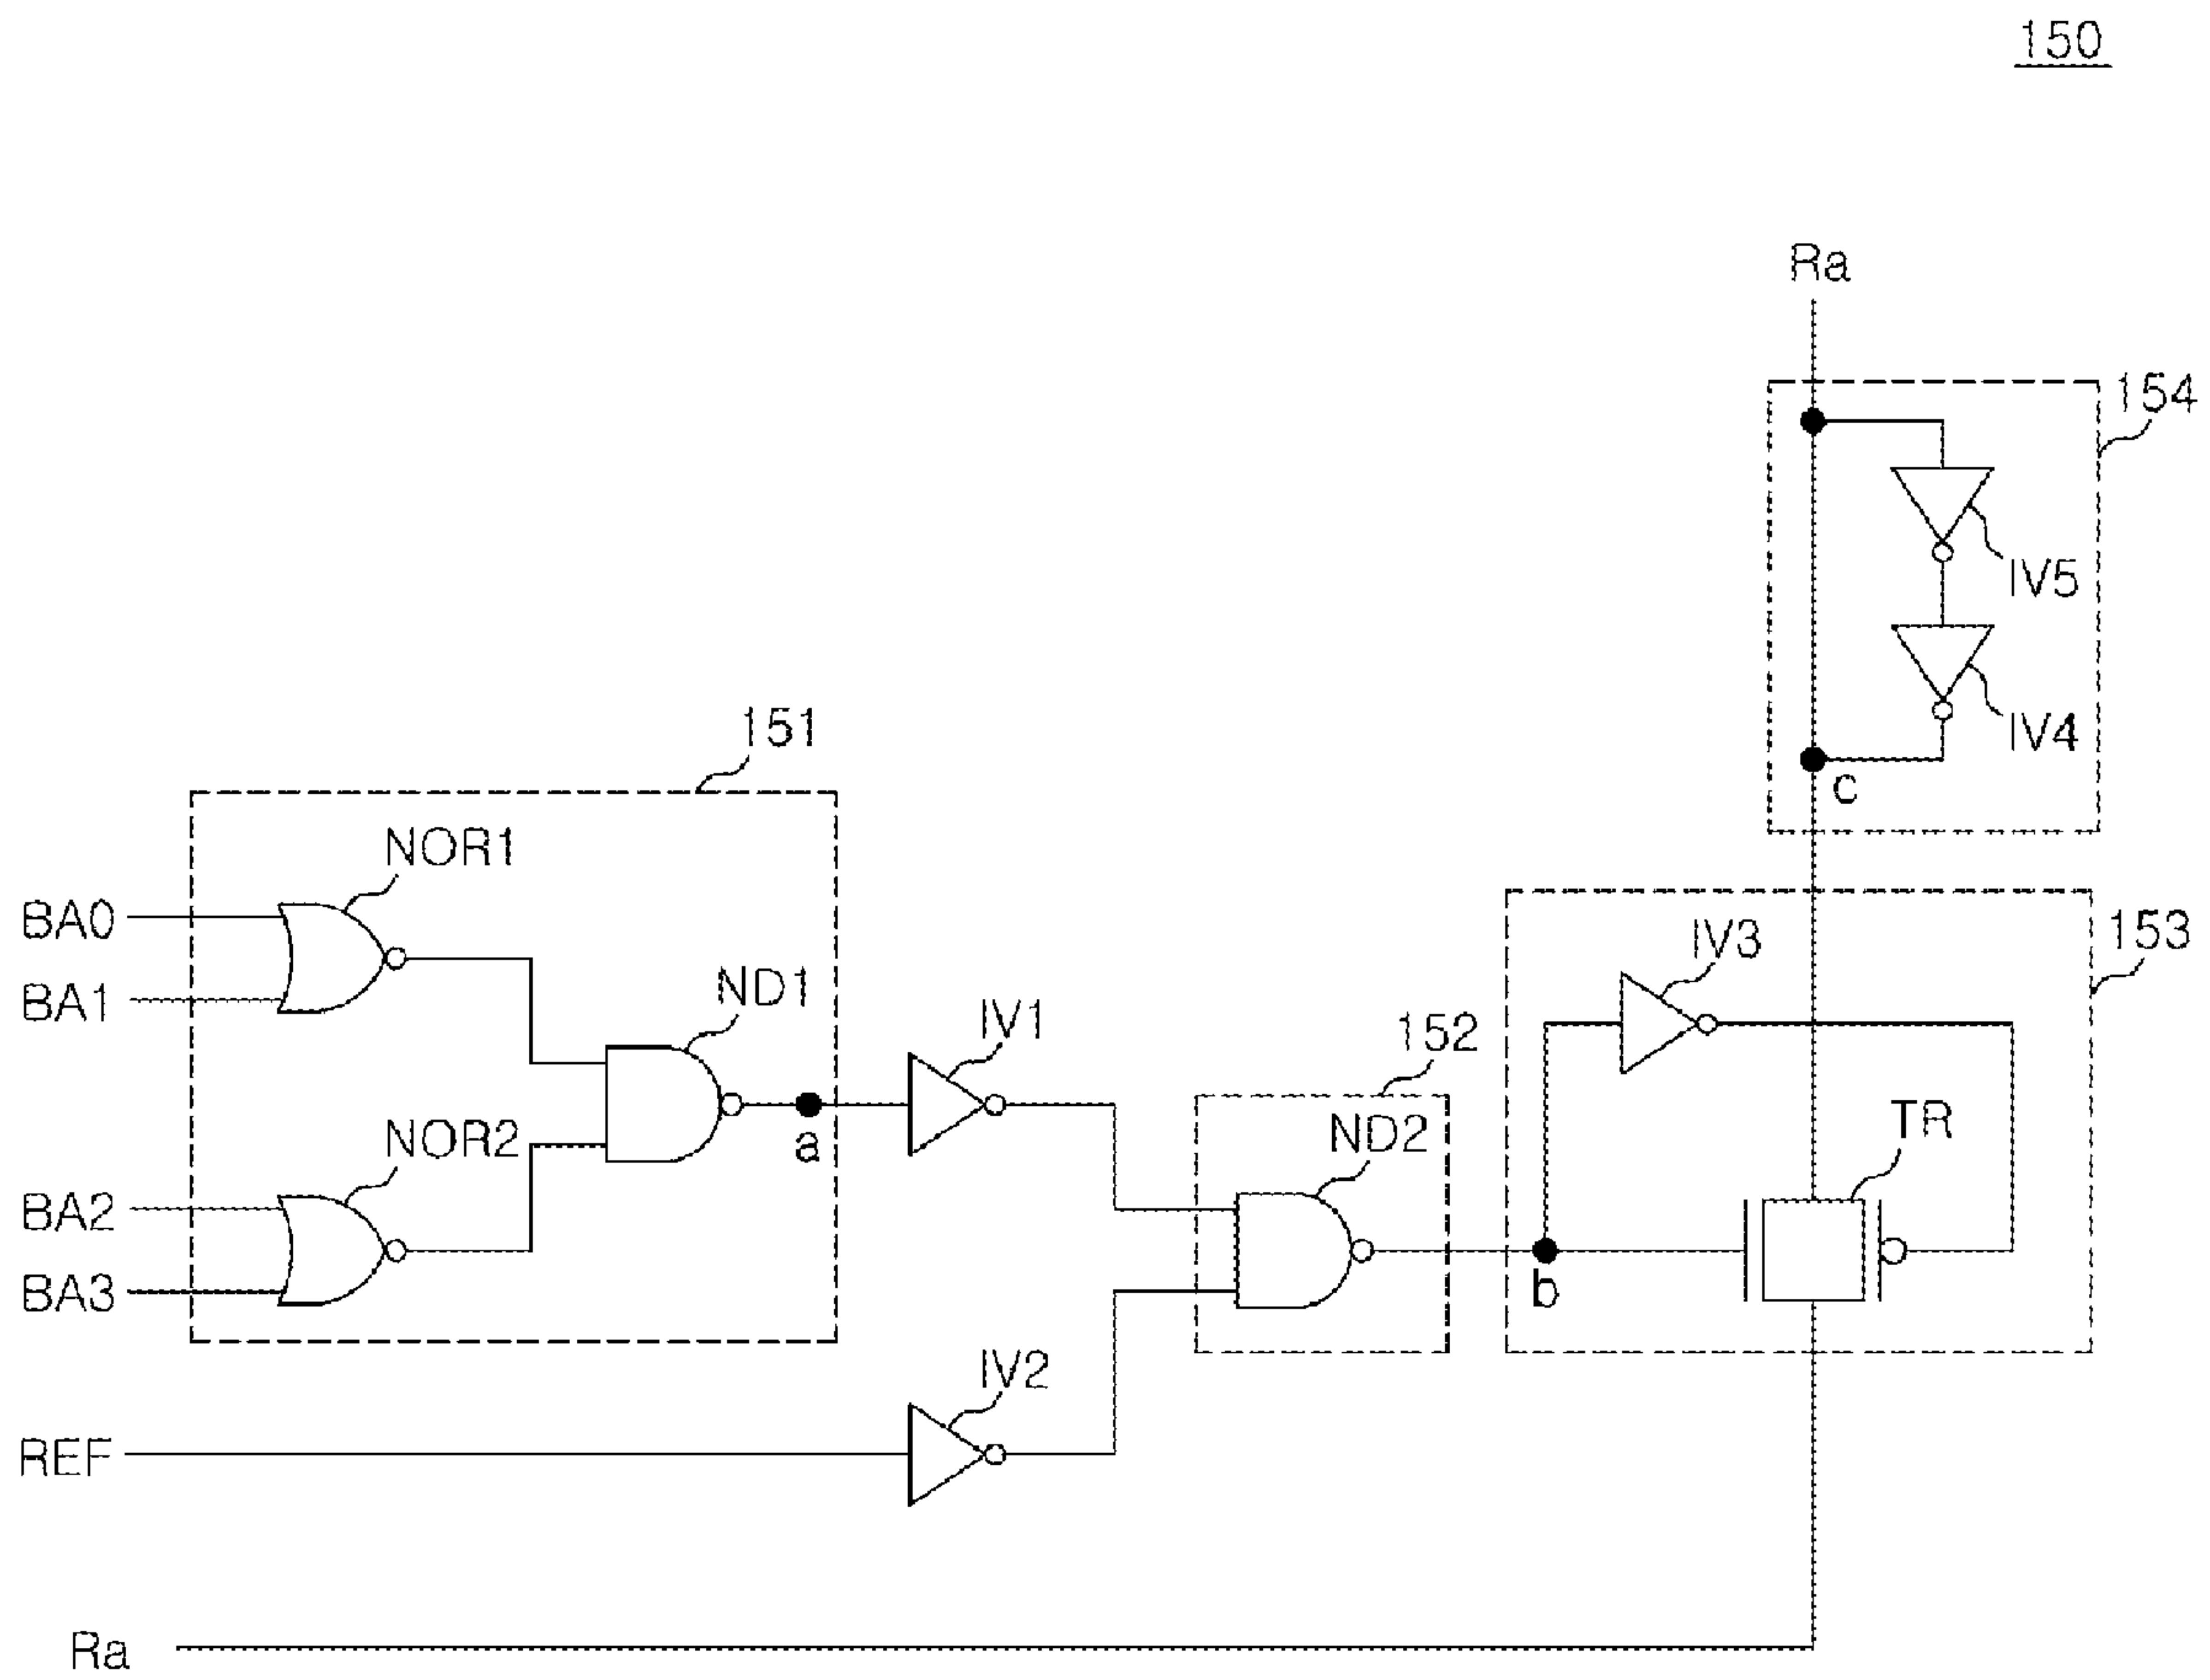 150
Ra
154
IV5
IV4
c
151
NOR1
BA0
BA1
ND1
IV1
153
IV3
152
ND2
TR
a
NOR2
BA2
BA3
b
IV2
REF
Ra